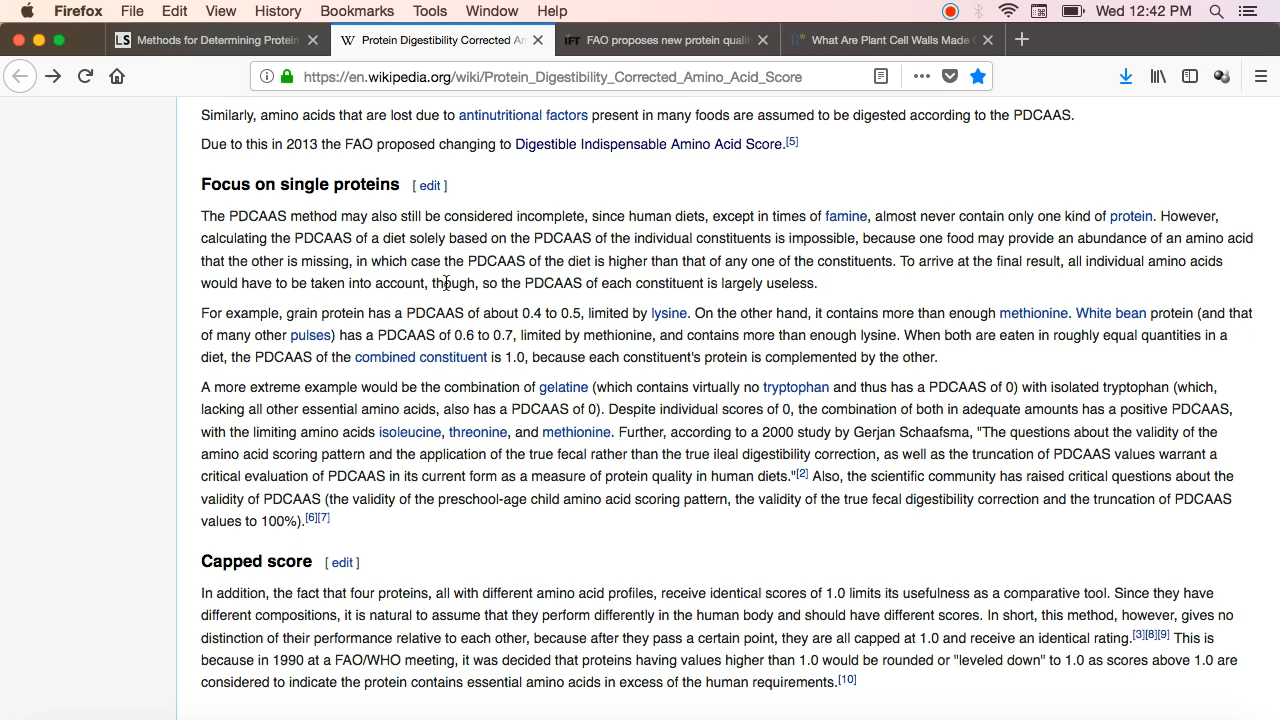 Firefox File Edit View History Bookmarks Tools Window Help Wed 12:42 PM
LS Methods for Determining Protein W Protein Digestibility Corrected An IFT FAO proposes new protein quali What Are Plant Cell Walls Made
https://en.wikipedia.org/wiki/Protein_Digestibility_Corrected_Amino_Acid_Score
Similarly, amino acids that are lost due to antinutritional factors present in many foods are assumed to be digested according to the PDCAAS.
Due to this in 2013 the FAO proposed changing to Digestible Indispensable Amino Acid Score.[5]
Focus on single proteins [ edit ]
The PDCAAS method may also still be considered incomplete, since human diets, except in times of famine, almost never contain only one kind of protein. However,
calculating the PDCAAS of a diet solely based on the PDCAAS of the individual constituents is impossible, because one food may provide an abundance of an amino acid
that the other is missing, in which case the PDCAAS of the diet is higher than that of any one of the constituents. To arrive at the final result, all individual amino acids
would have to be taken into account, though, so the PDCAAS of each constituent is largely useless.
For example, grain protein has a PDCAAS of about 0.4 to 0.5, limited by lysine. On the other hand, it contains more than enough methionine. White bean protein (and that
of many other pulses) has a PDCAAS of 0.6 to 0.7, limited by methionine, and contains more than enough lysine. When both are eaten in roughly equal quantities in a
diet, the PDCAAS of the combined constituent is 1.0, because each constituent's protein is complemented by the other.
A more extreme example would be the combination of gelatine (which contains virtually no tryptophan and thus has a PDCAAS of 0) with isolated tryptophan (which,
lacking all other essential amino acids, also has a PDCAAS of 0). Despite individual scores of 0, the combination of both in adequate amounts has a positive PDCAAS,
with the limiting amino acids isoleucine, threonine, and methionine. Further, according to a 2000 study by Gerjan Schaafsma, "The questions about the validity of the
amino acid scoring pattern and the application of the true fecal rather than the true ileal digestibility correction, as well as the truncation of PDCAAS values warrant a
critical evaluation of PDCAAS in its current form as a measure of protein quality in human diets."[2] Also, the scientific community has raised critical questions about the
validity of PDCAAS (the validity of the preschool-age child amino acid scoring pattern, the validity of the true fecal digestibility correction and the truncation of PDCAAS
values to 100%).[6][7]
Capped score [ edit ]
In addition, the fact that four proteins, all with different amino acid profiles, receive identical scores of 1.0 limits its usefulness as a comparative tool. Since they have
different compositions, it is natural to assume that they perform differently in the human body and should have different scores. In short, this method, however, gives no
distinction of their performance relative to each other, because after they pass a certain point, they are all capped at 1.0 and receive an identical rating.[3][8][9] This is
because in 1990 at a FAO/WHO meeting, it was decided that proteins having values higher than 1.0 would be rounded or "leveled down" to 1.0 as scores above 1.0 are
considered to indicate the protein contains essential amino acids in excess of the human requirements.[10]